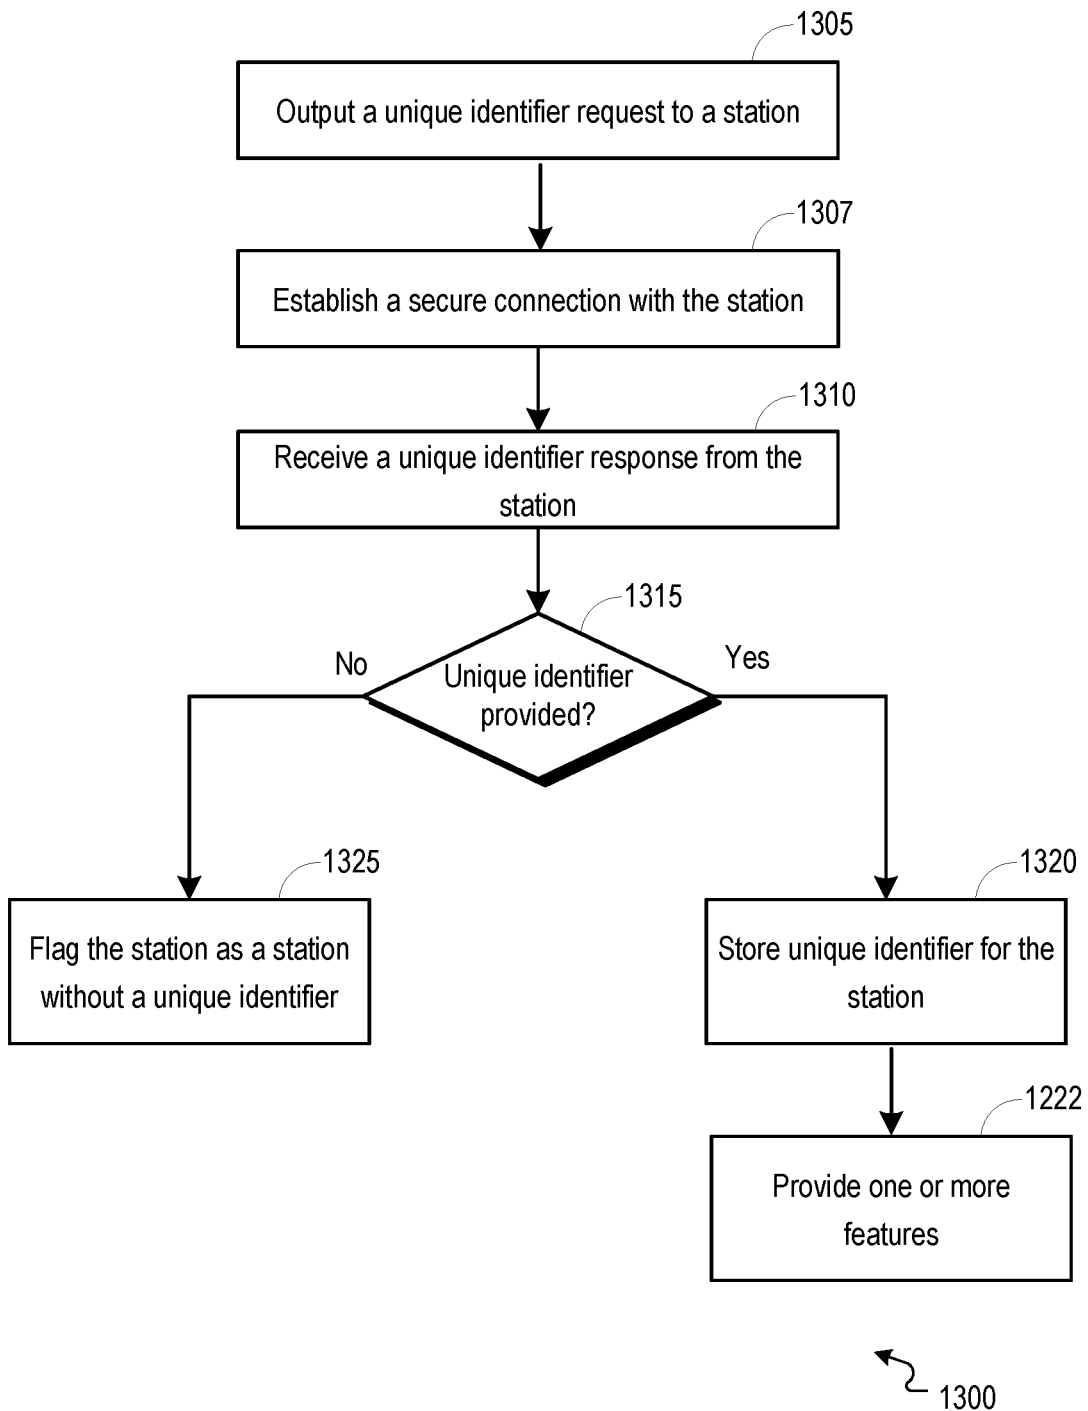 1305
Output a unique identifier request to a station
1307
Establish a secure connection with the station
1310
Receive a unique identifier response from the
station
1315
No
Yes
Unique identifier
provided?
1325
1320
Flag the station as a station
without a unique identifier
Store unique identifier for the
station
1222
Provide one or more
features
1300